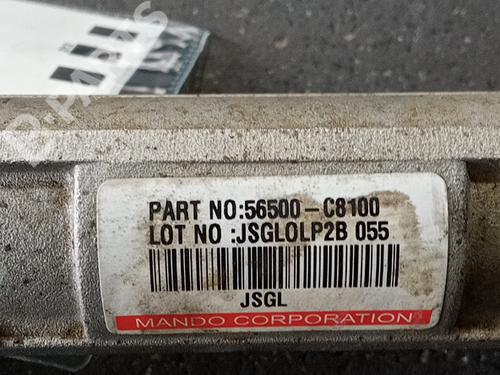 PART NO:56500-C8100
LOT NO :JSGLOLP2B 055
JSGL
MANDO CORPORATION